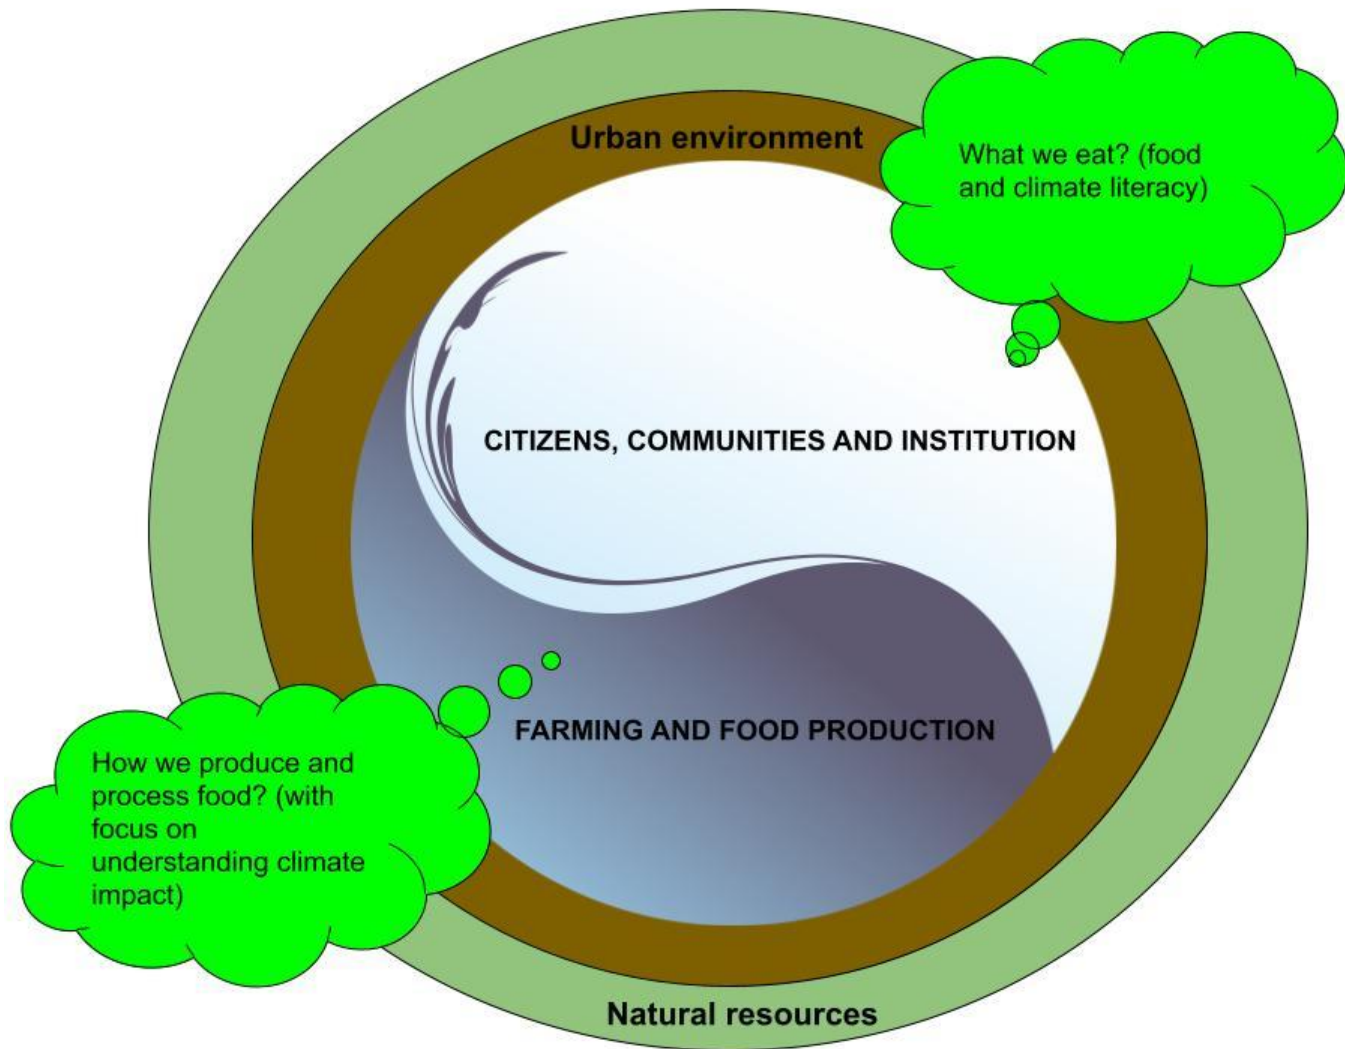 Urban environment
What we eat? (food
and climate literacy)
CITIZENS, COMMUNITIES AND INSTITUTION
FARMING AND FOOD PRODUCTION
How we produce and
process food? (with
focus on
understanding climate
impact)
Natural resources